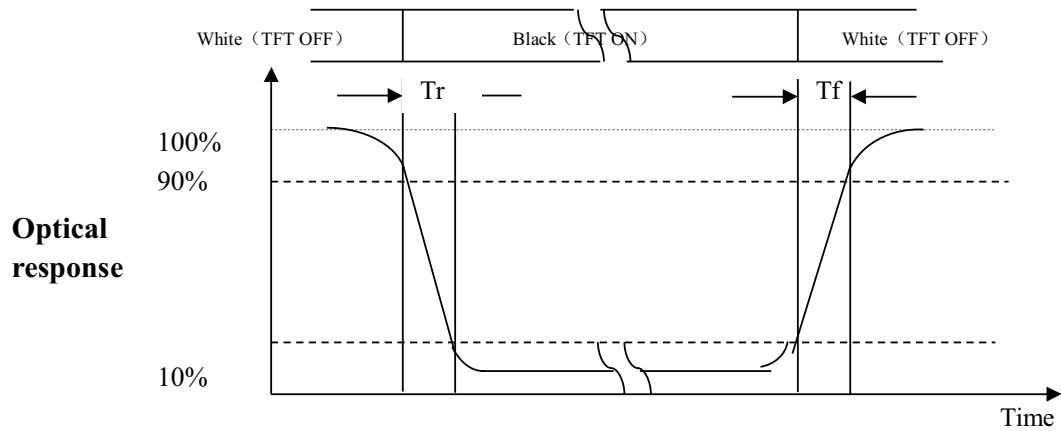 White（TFT OFF） Black（TFT ON） White（TFT OFF）
Tr Tf
100%
90%
Optical
response
10%
Time